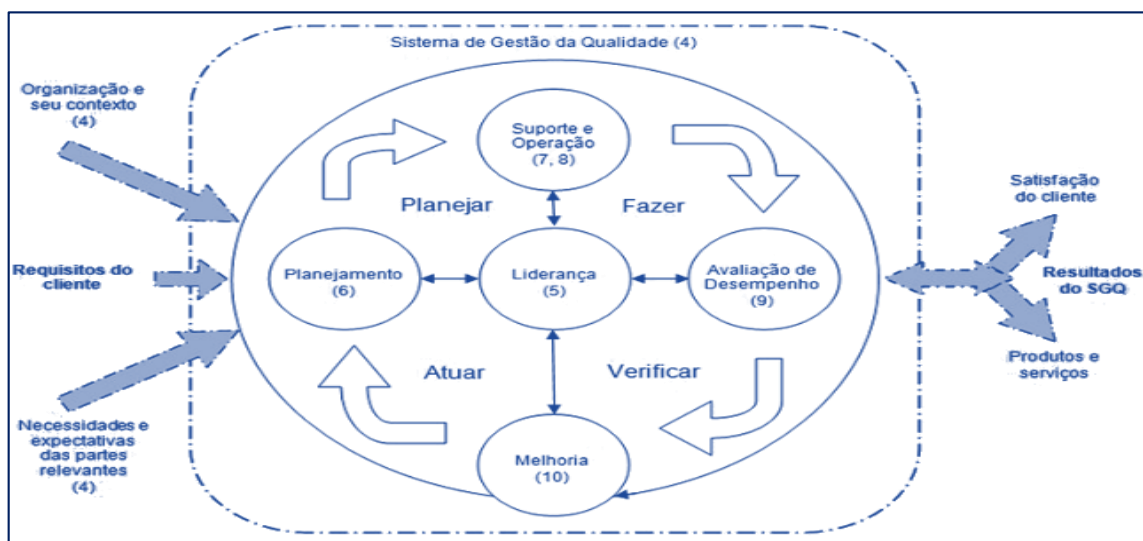 Sistema de Gestão da Qualidade (4)
Organização e
seu contexto
(4)
Suporte e
Operação
(7, 8)
Planejar
Fazer
Satisfação
do cliente
Requisitos do
cliente
Planejamento
(6)
Liderança
(5)
Avaliação de
Desempenho
(9)
Resultados
do SGQ
Atuar
Verificar
Produtos e
serviços
Necessidades e
expectativas
das partes
relevantes
(4)
Melhoria
(10)